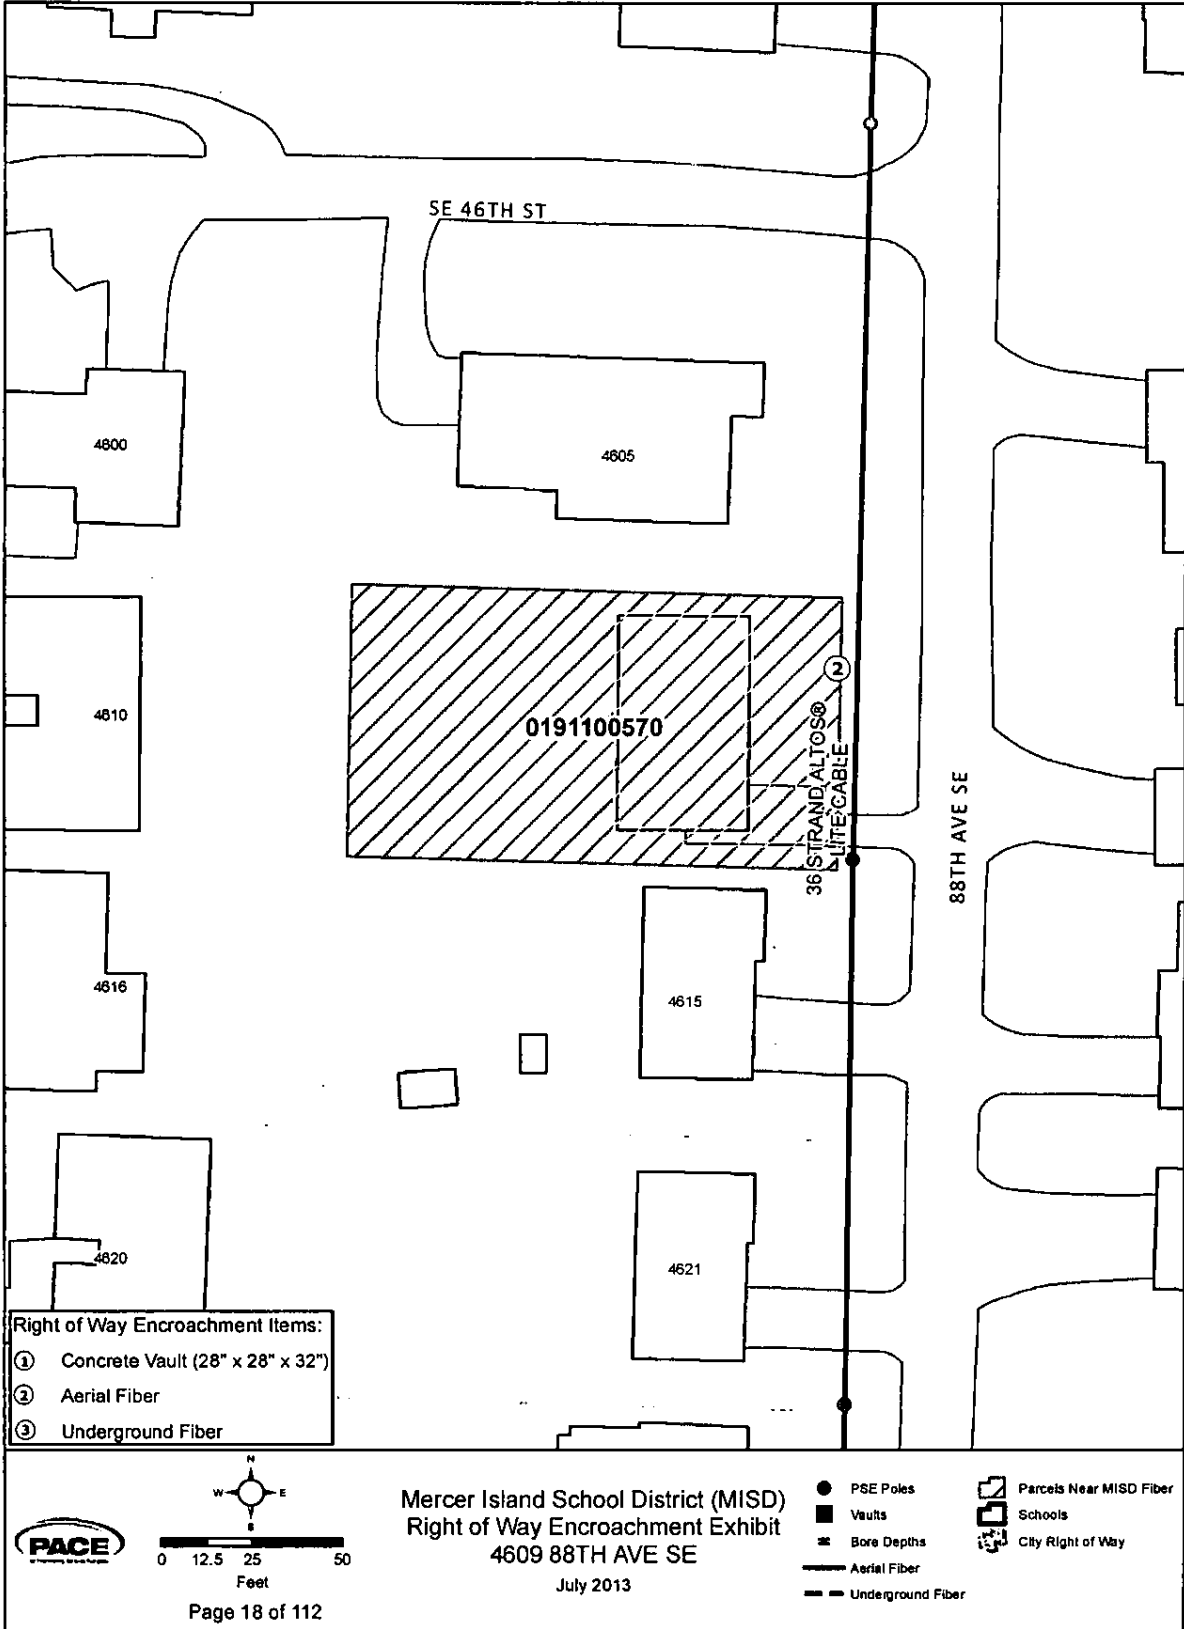 SE 46TH ST
4600
4605
4610
0191100570
2
36 STRAND ALTOS®
LITE CABLE
88TH AVE SE
4616
4615
4620
4621
Right of Way Encroachment Items:
1 Concrete Vault (28" x 28" x 32")
2 Aerial Fiber
3 Underground Fiber
N
W E
S
PACE
0 12.5 25 50
Feet
Page 18 of 112
Mercer Island School District (MISD)
Right of Way Encroachment Exhibit
4609 88TH AVE SE
July 2013
PSE Poles
Vaults
Bore Depths
Aerial Fiber
Underground Fiber
Parcels Near MISD Fiber
Schools
City Right of Way